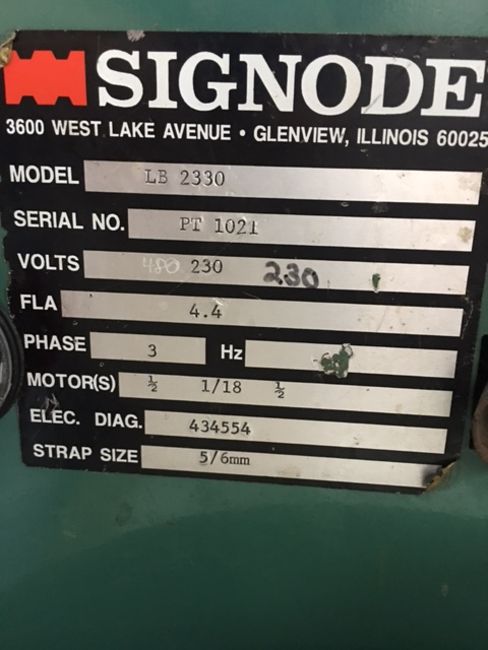 SIGNODE
3600 WEST LAKE AVENUE • GLENVIEW, ILLINOIS 60025
MODEL LB 2330
SERIAL NO. PT 1021
VOLTS 480 230 230
FLA 4.4
PHASE 3 Hz
MOTOR(S) ½ 1/18 ½
ELEC. DIAG. 434554
STRAP SIZE 5/6mm